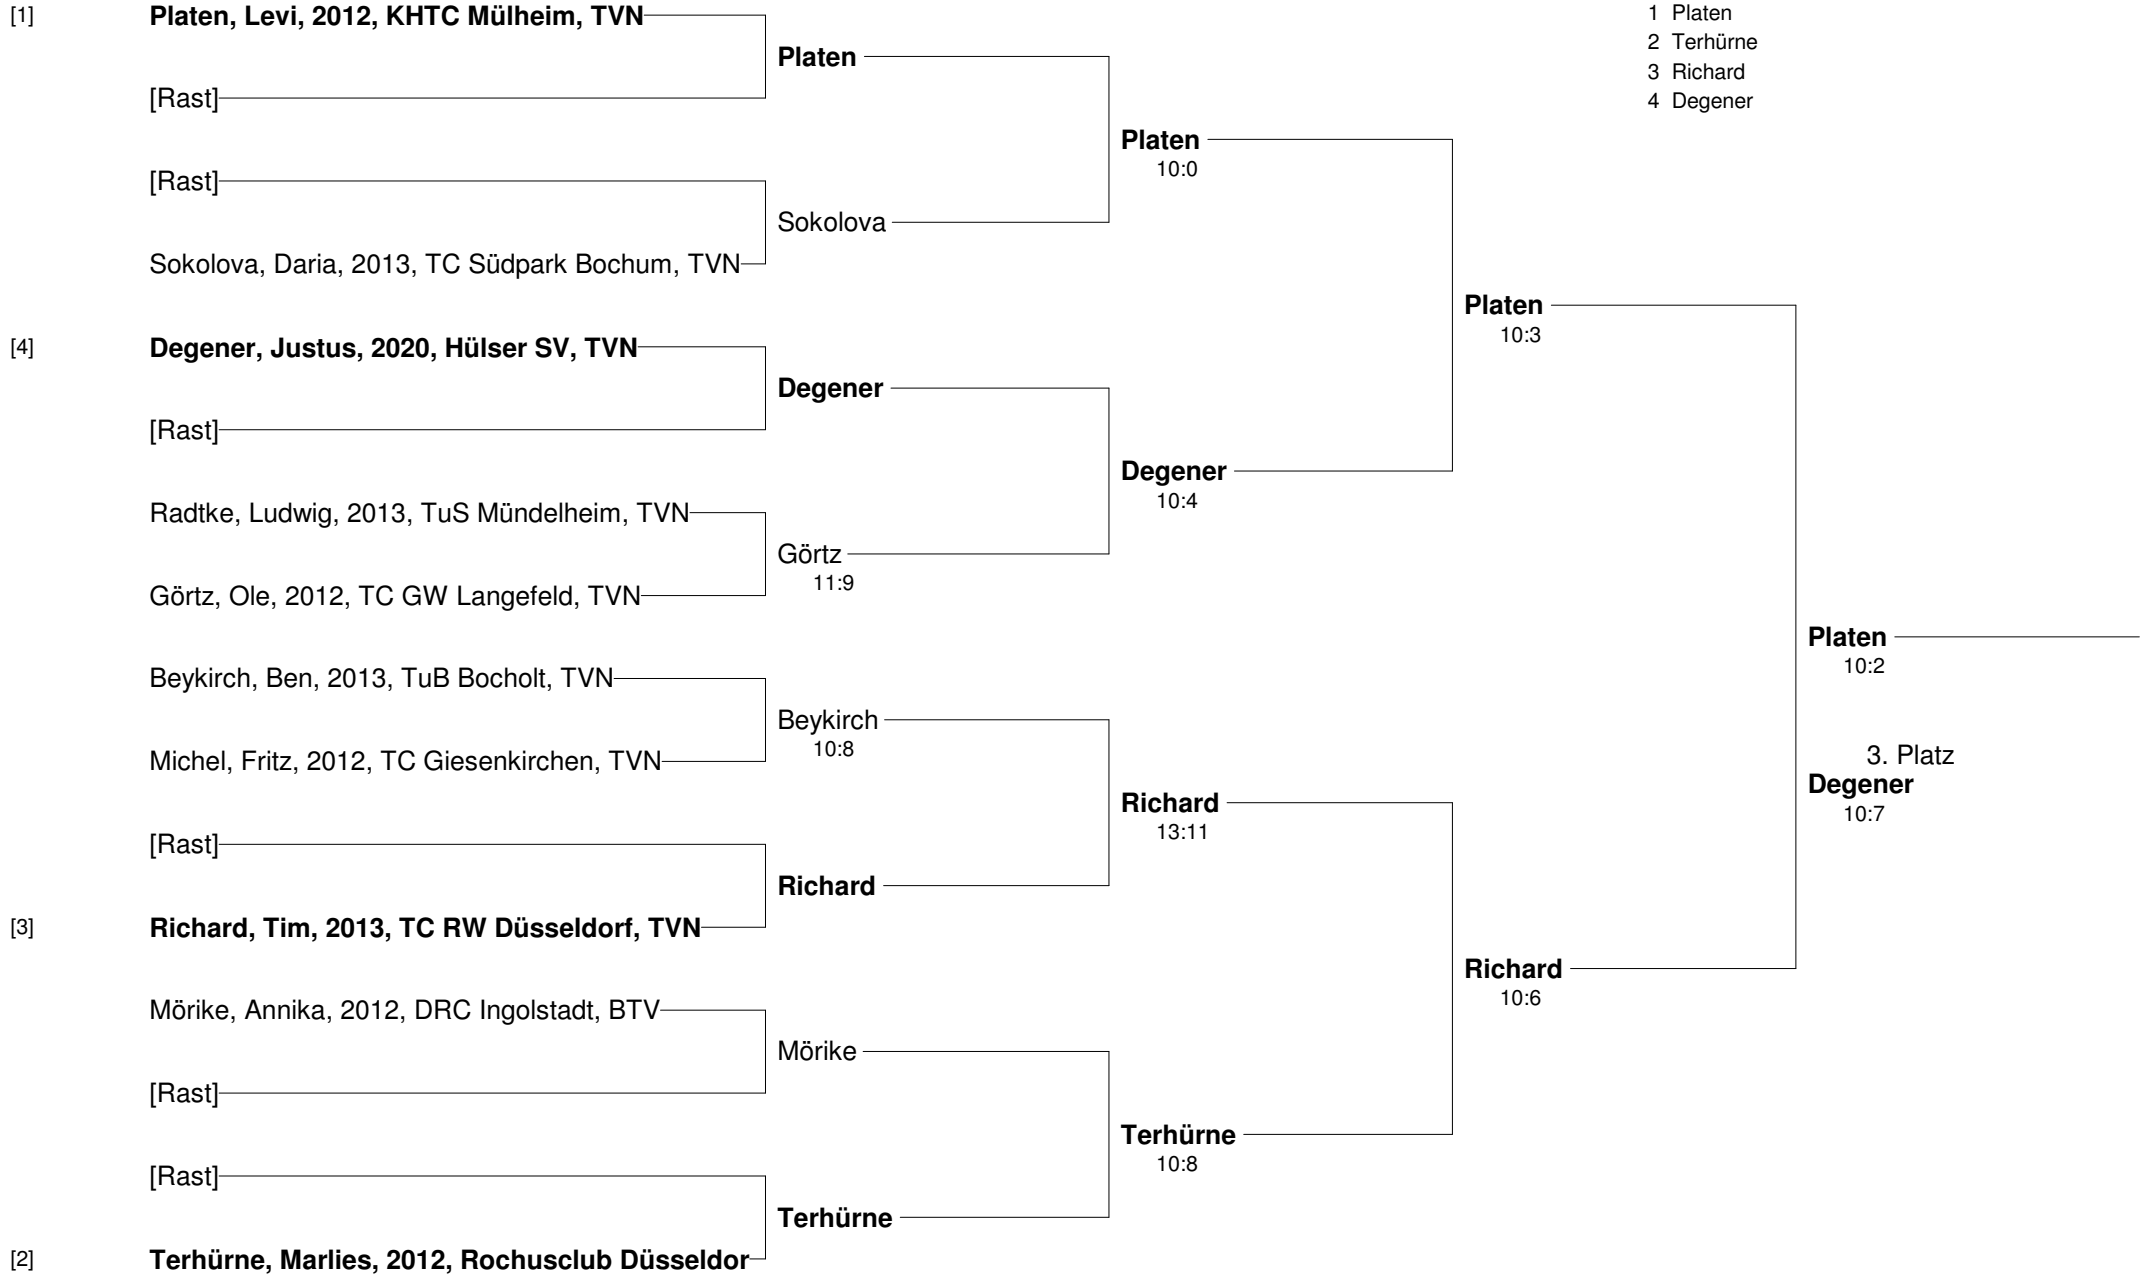 [1] Platen, Levi, 2012, KHTC Mülheim, TVN
[Rast]
[Rast]
Sokolova, Daria, 2013, TC Südpark Bochum, TVN
[4] Degener, Justus, 2020, Hülser SV, TVN
[Rast]
Radtke, Ludwig, 2013, TuS Mündelheim, TVN
Görtz, Ole, 2012, TC GW Langefeld, TVN
Beykirch, Ben, 2013, TuB Bocholt, TVN
Michel, Fritz, 2012, TC Giesenkirchen, TVN
[Rast]
[3] Richard, Tim, 2013, TC RW Düsseldorf, TVN
Mörike, Annika, 2012, DRC Ingolstadt, BTV
[Rast]
[Rast]
[2] Terhürne, Marlies, 2012, Rochusclub Düsseldor
Platen
Sokolova
Degener
Görtz
11:9
Beykirch
10:8
Richard
Mörike
Terhürne
Platen
10:0
Degener
10:4
Richard
13:11
Terhürne
10:8
Platen
10:3
Richard
10:6
Platen
10:2
3. Platz
Degener
10:7
1 Platen
2 Terhürne
3 Richard
4 Degener